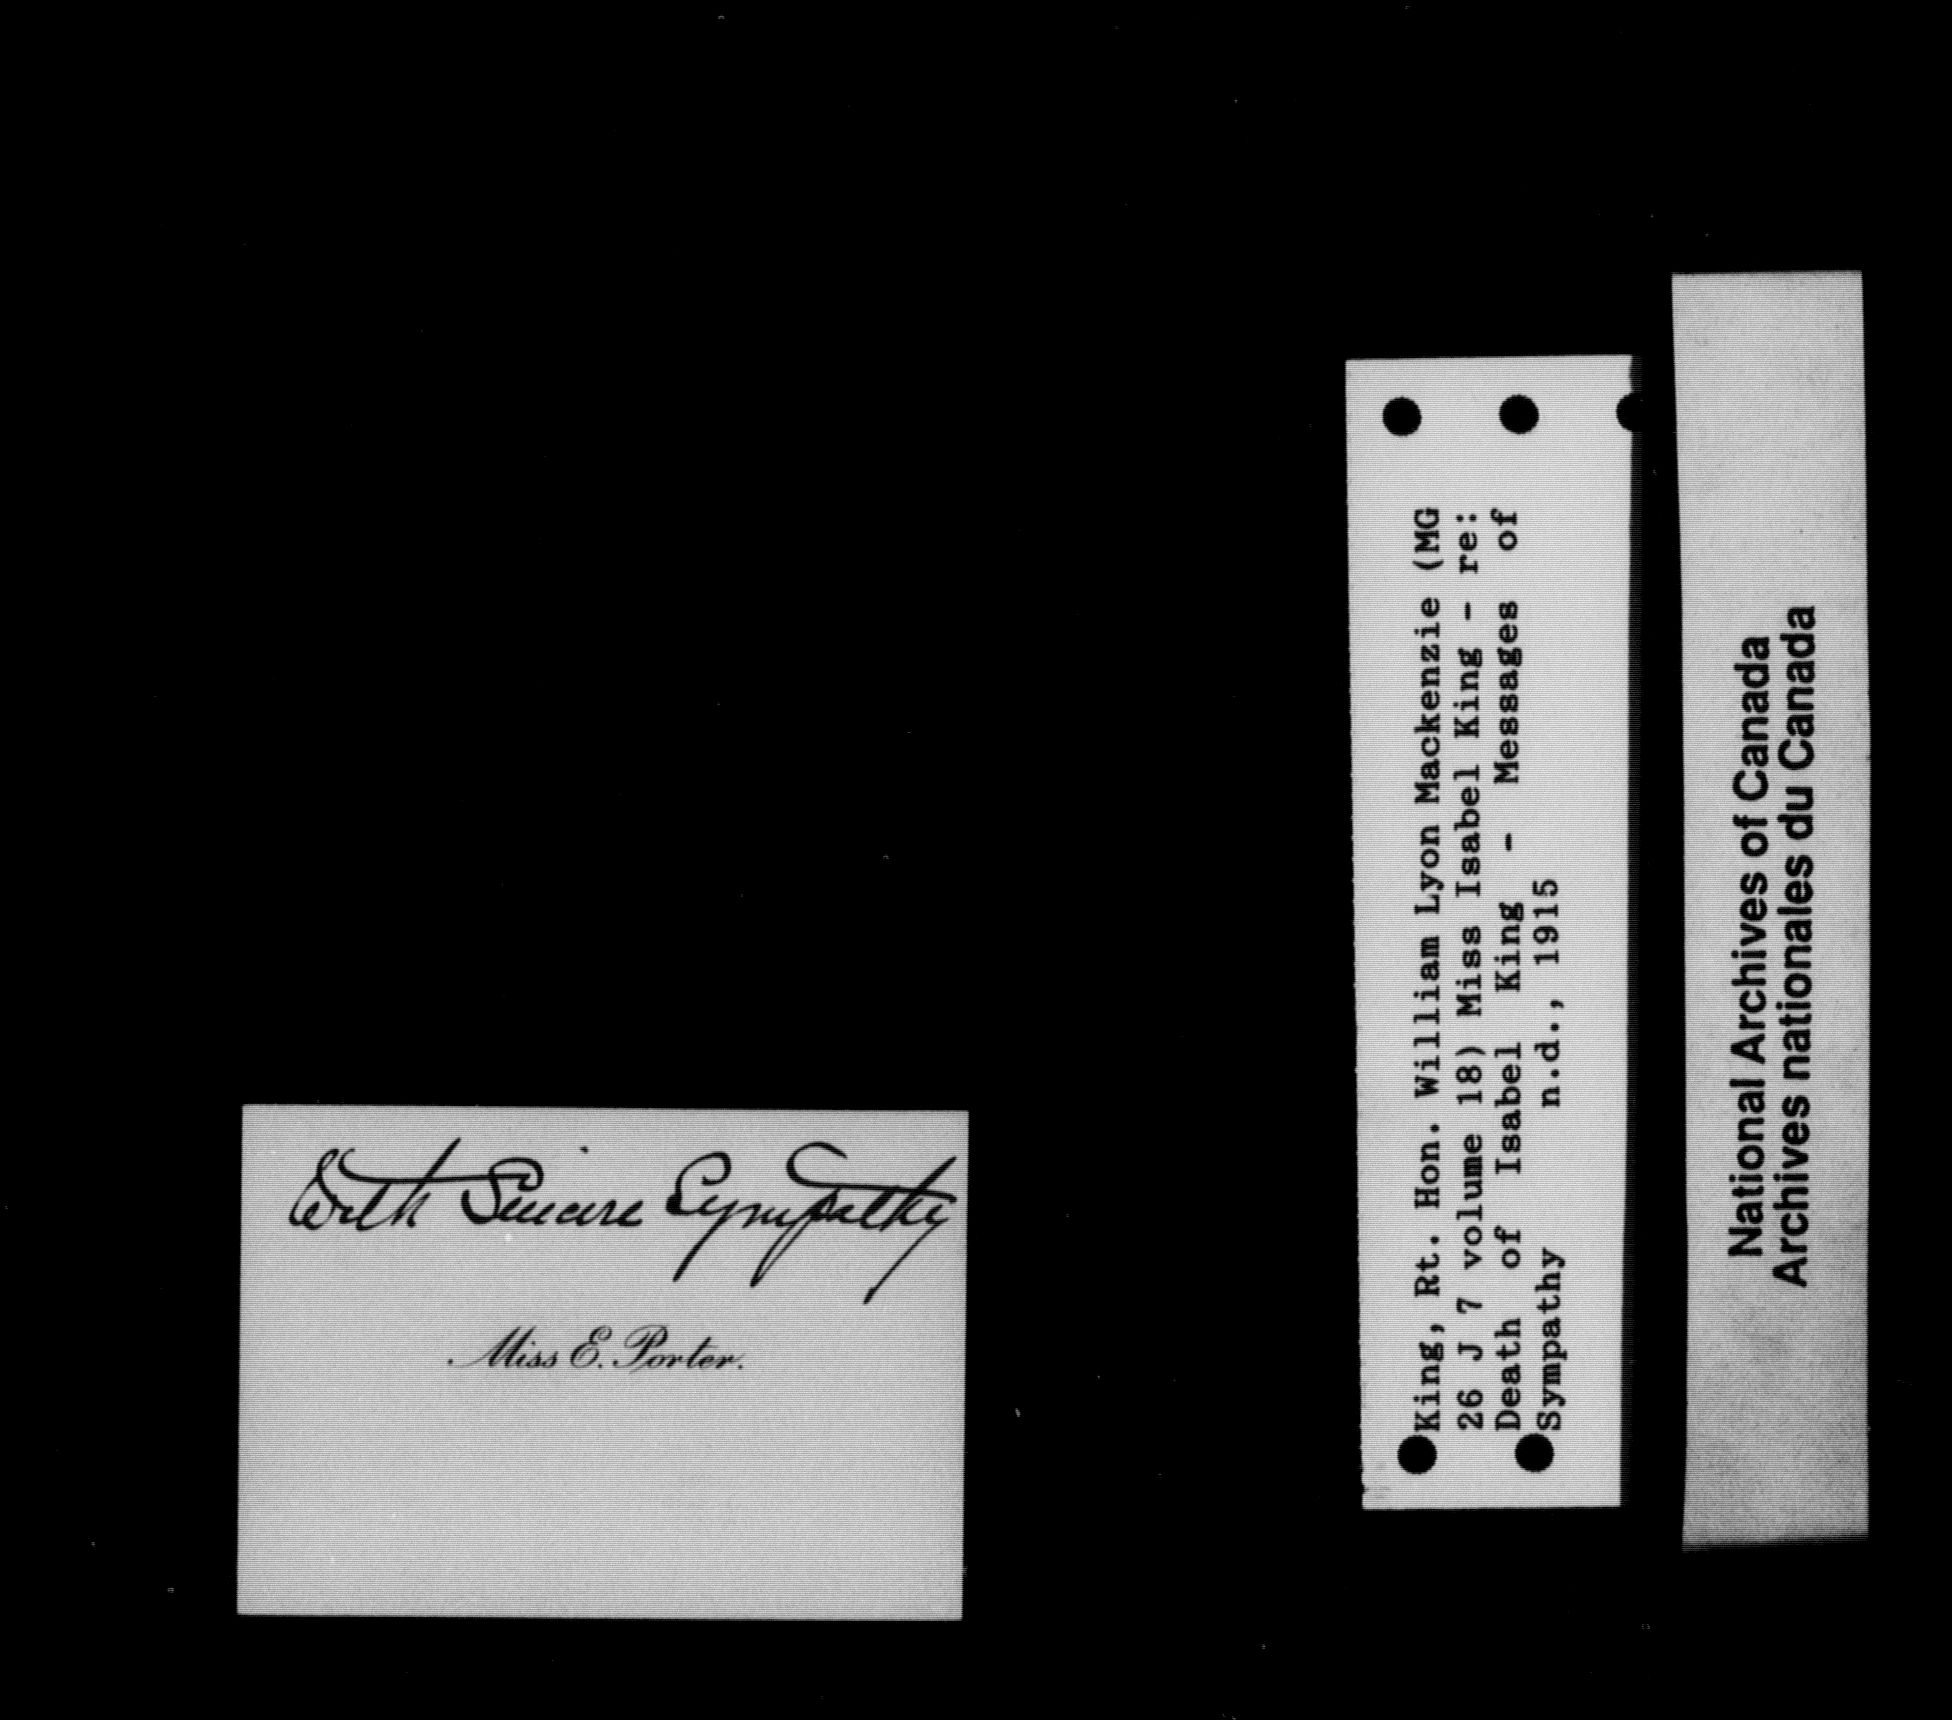 With Sincere Sympathy
Miss E. Porter.
King, Rt. Hon. William Lyon Mackenzie (MG
26 J 7 volume 18) Miss Isabel King - re:
Death of Isabel King - Messages of
Sympathy n.d., 1915
National Archives of Canada
Archives nationales du Canada